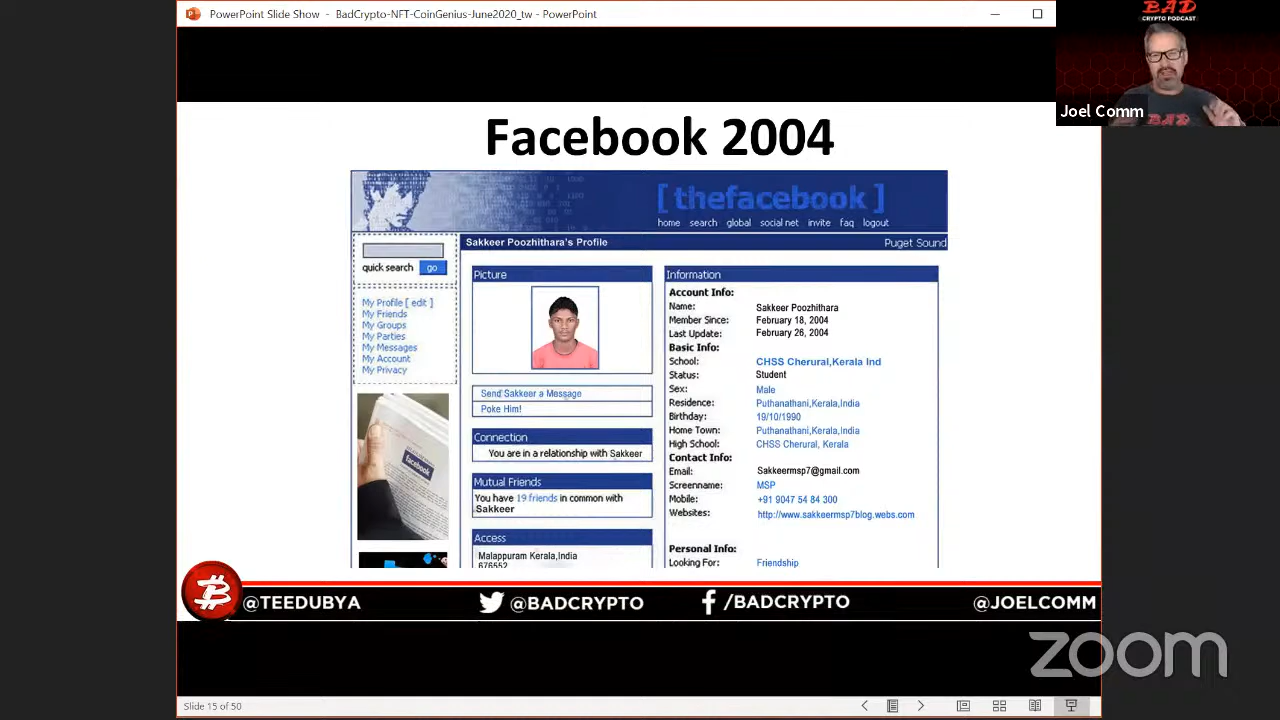 PowerPoint Slide Show - BadCrypto-NFT-CoinGenius-June2020_tw - PowerPoint
BAD
CRYPTO PODCAST
Joel Comm
BAD
Facebook 2004
[ thefacebook ]
home search global social net invite faq logout
Sakkeer Poozhithara's Profile
Puget Sound
quick search go
My Profile [ edit ]
My Friends
My Groups
My Parties
My Messages
My Account
My Privacy
facebook
Picture
Send Sakkeer a Message
Poke Him!
Connection
You are in a relationship with Sakkeer
Mutual Friends
You have 19 friends in common with
Sakkeer
Access
Malappuram Kerala,India
676552
Information
Account Info:
Name: Sakkeer Poozhithara
Member Since: February 18, 2004
Last Update: February 26, 2004
Basic Info:
School: CHSS Cherural,Kerala Ind
Status: Student
Sex: Male
Residence: Puthanathani,Kerala,India
Birthday: 19/10/1990
Home Town: Puthanathani,Kerala,India
High School: CHSS Cherural, Kerala
Contact Info:
Email: Sakkeermsp7@gmail.com
Screenname: MSP
Mobile: +91 9047 54 84 300
Websites: http://www.sakkeermsp7blog.webs.com
Personal Info:
Looking For: Friendship
@TEEDUBYA
@BADCRYPTO
/BADCRYPTO
@JOELCOMM
zoom
Slide 15 of 50